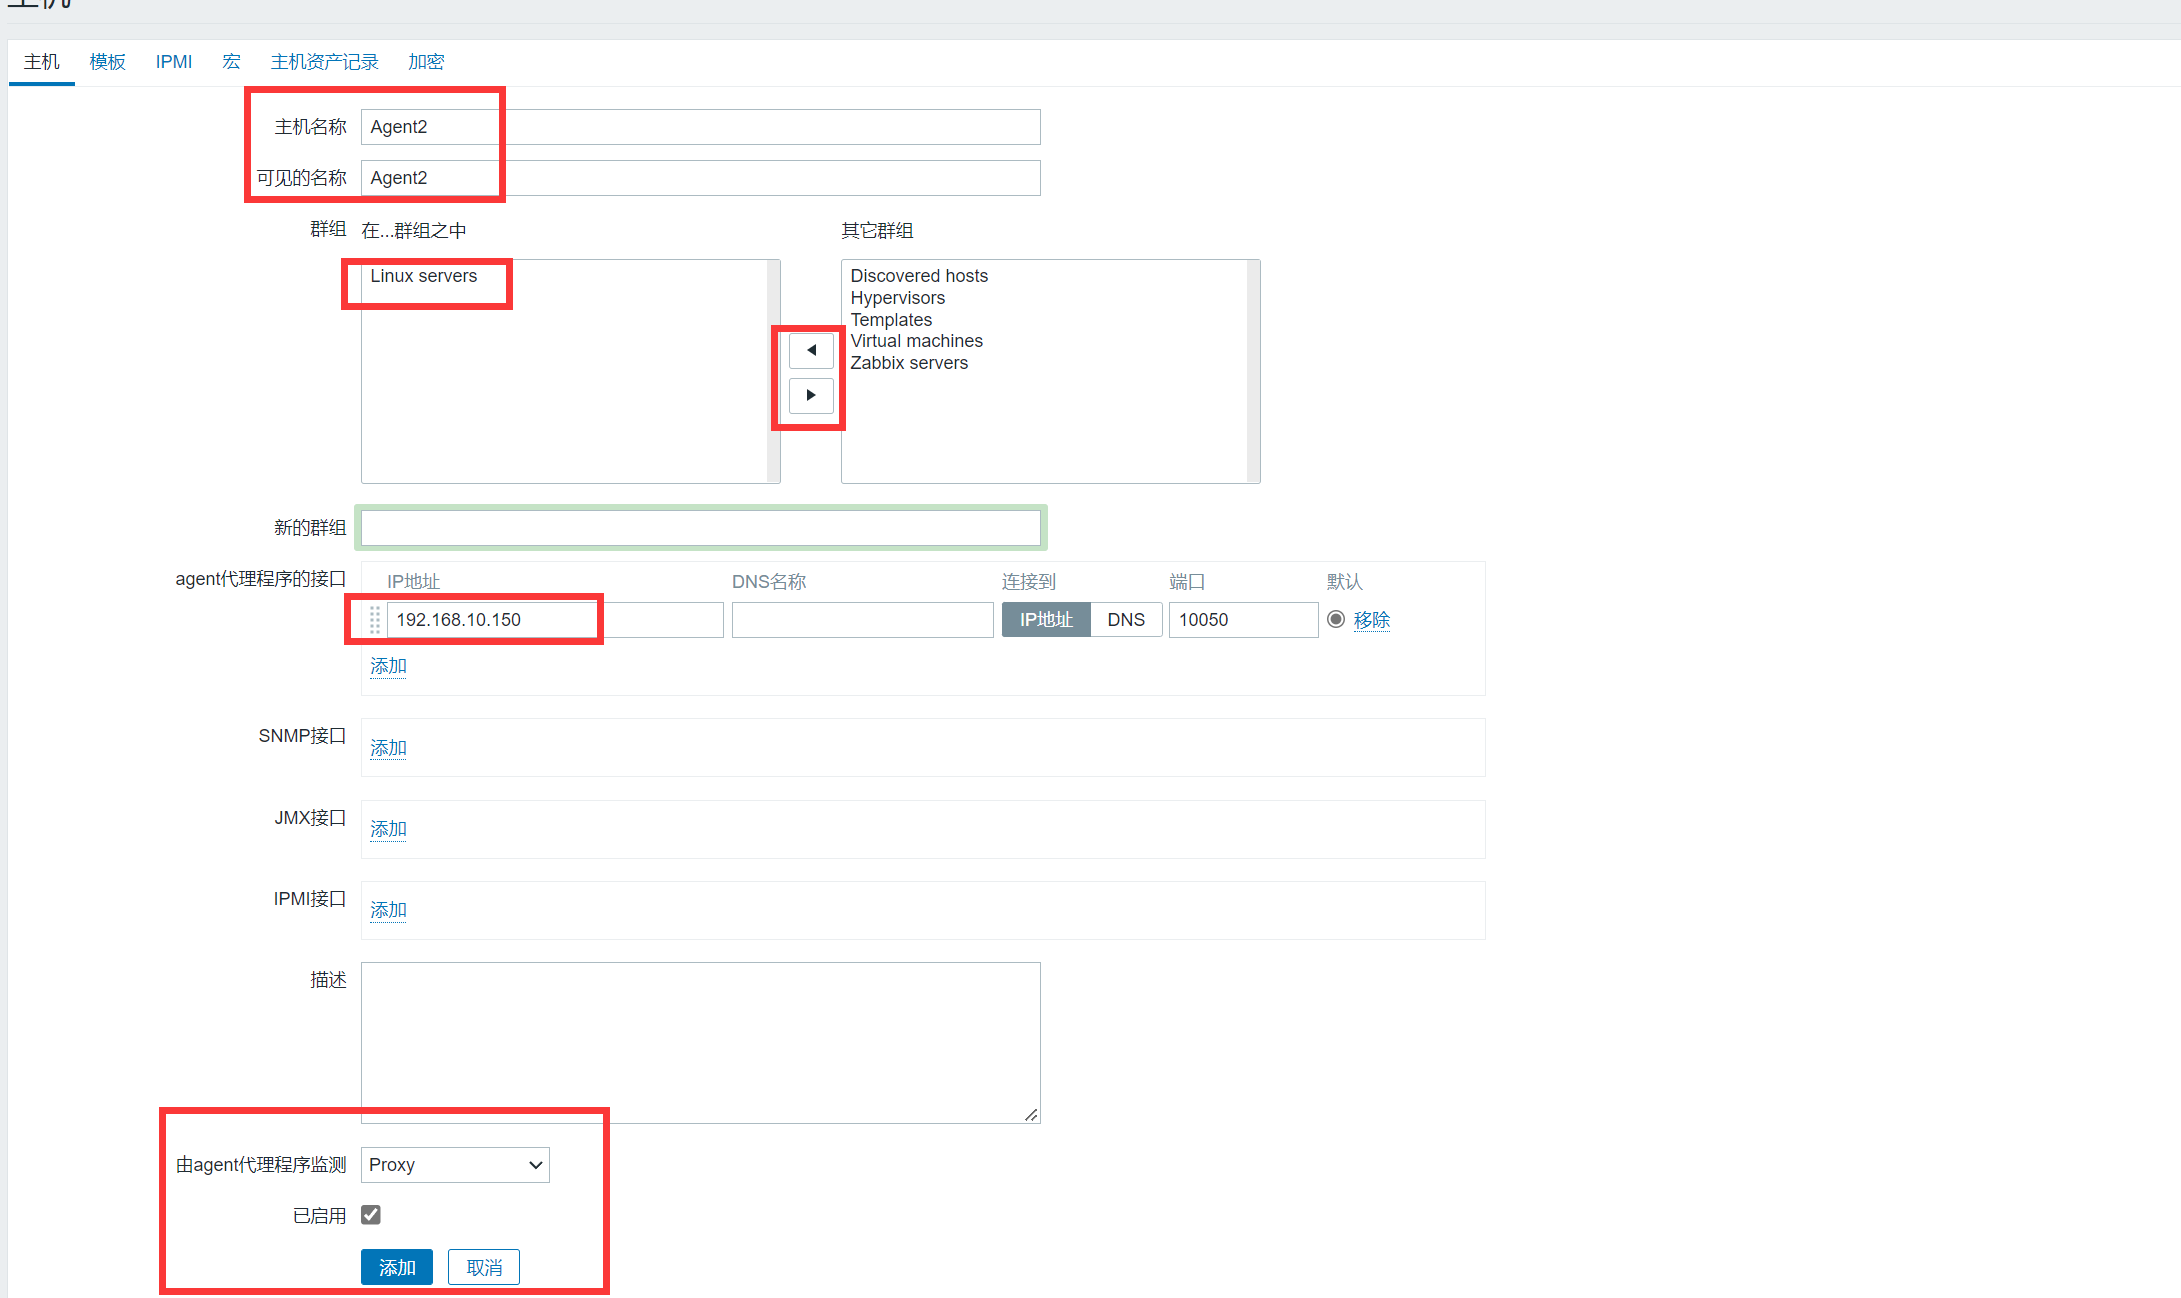 主机
主机 模板 IPMI 宏 主机资产记录 加密
主机名称 Agent2
可见的名称 Agent2
群组 在...群组之中 其它群组
Linux servers
Discovered hosts
Hypervisors
Templates
Virtual machines
Zabbix servers
新的群组
agent代理程序的接口 IP地址 DNS名称 连接到 端口 默认
192.168.10.150 IP地址 DNS 10050 移除
添加
SNMP接口 添加
JMX接口 添加
IPMI接口 添加
描述
由agent代理程序监测 Proxy
已启用
添加 取消